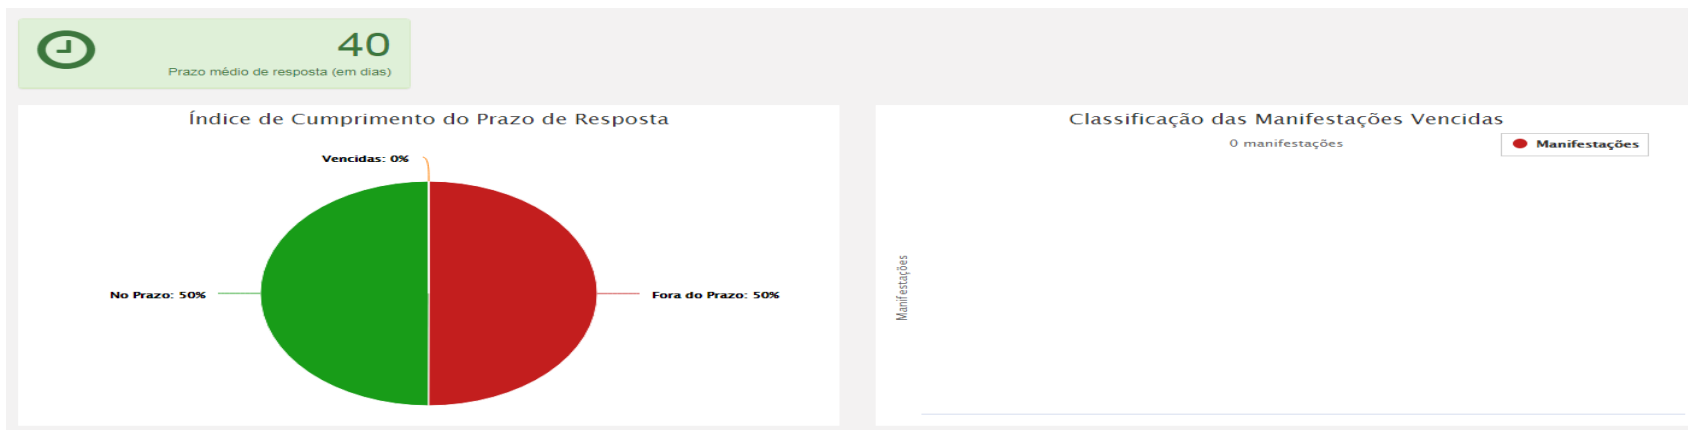 40
Prazo médio de resposta (em dias)
Índice de Cumprimento do Prazo de Resposta
Vencidas: 0%
No Prazo: 50%
Fora do Prazo: 50%
Classificação das Manifestações Vencidas
0 manifestações
Manifestações
Manifestações